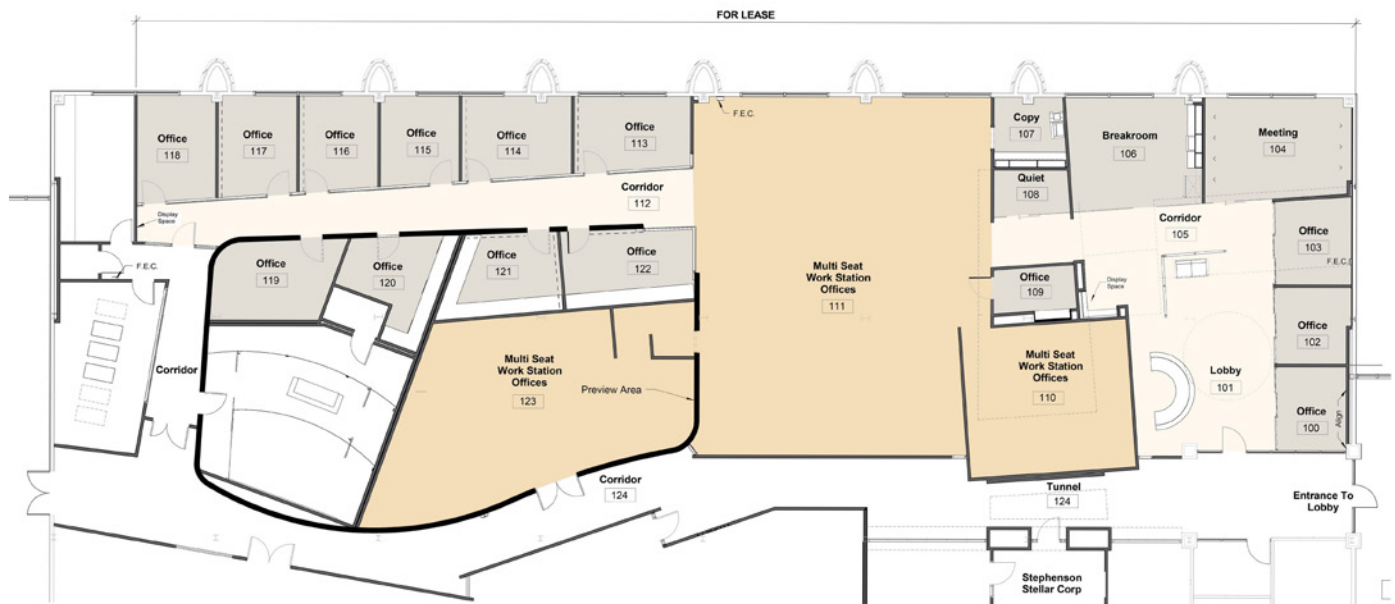 FOR LEASE
Office
118
Office
117
Office
116
Office
115
Office
114
Office
113
F.E.C.
Copy
107
Breakroom
106
Meeting
104
Quiet
108
Corridor
112
Display
Space
Corridor
105
Office
103
F.E.C.
F.E.C.
Office
119
Office
120
Office
121
Office
122
Multi Seat
Work Station
Offices
111
Office
109
Display
Space
Office
102
Corridor
Multi Seat
Work Station
Offices
123
Preview Area
Multi Seat
Work Station
Offices
110
Lobby
101
Office
100
Align
Corridor
124
Tunnel
124
Entrance To
Lobby
Stephenson
Stellar Corp